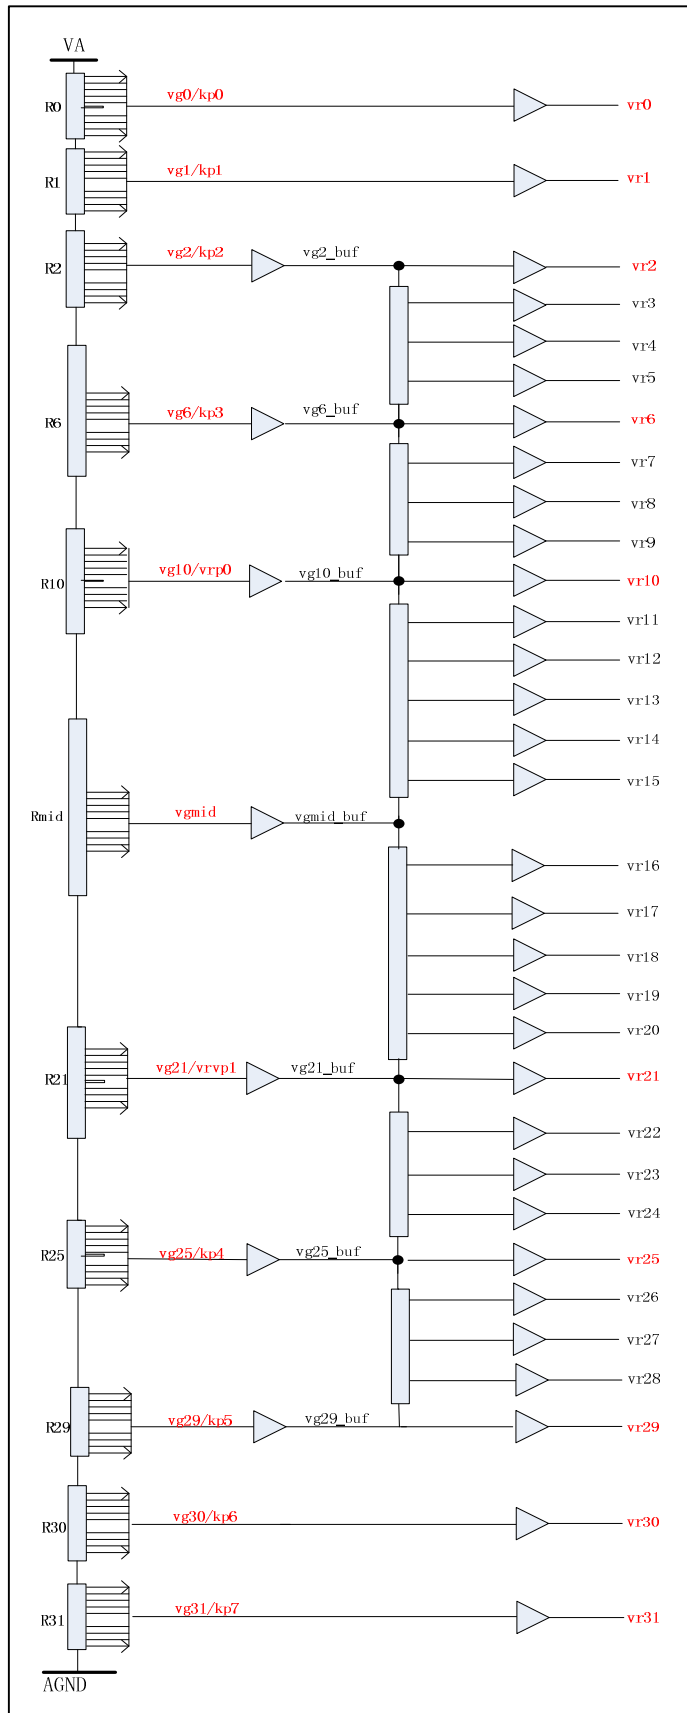 VA
R0 vg0/kp0 vr0
R1 vg1/kp1 vr1
R2 vg2/kp2 vg2_buf vr2
vr3
vr4
vr5
R6 vg6/kp3 vg6_buf vr6
vr7
vr8
vr9
R10 vg10/vrp0 vg10_buf vr10
vr11
vr12
vr13
vr14
vr15
Rmid vgmid vgmid_buf
vr16
vr17
vr18
vr19
vr20
R21 vg21/vrvp1 vg21_buf vr21
vr22
vr23
vr24
R25 vg25/kp4 vg25_buf vr25
vr26
vr27
vr28
R29 vg29/kp5 vg29_buf vr29
R30 vg30/kp6 vr30
R31 vg31/kp7 vr31
AGND